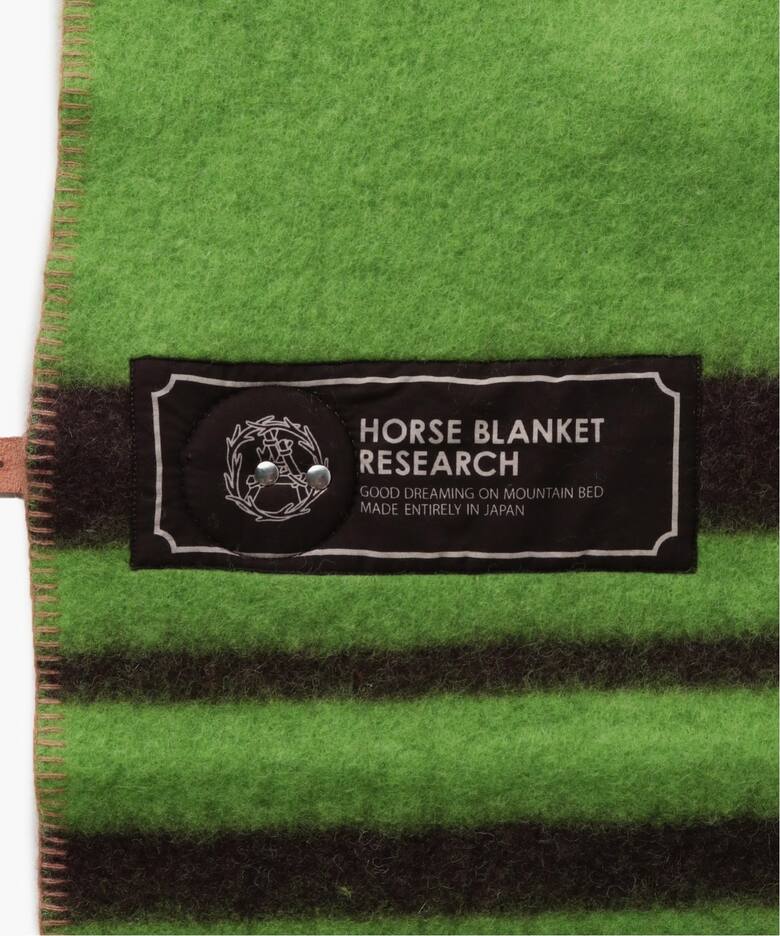 HORSE BLANKET
RESEARCH
GOOD DREAMING ON MOUNTAIN BED
MADE ENTIRELY IN JAPAN